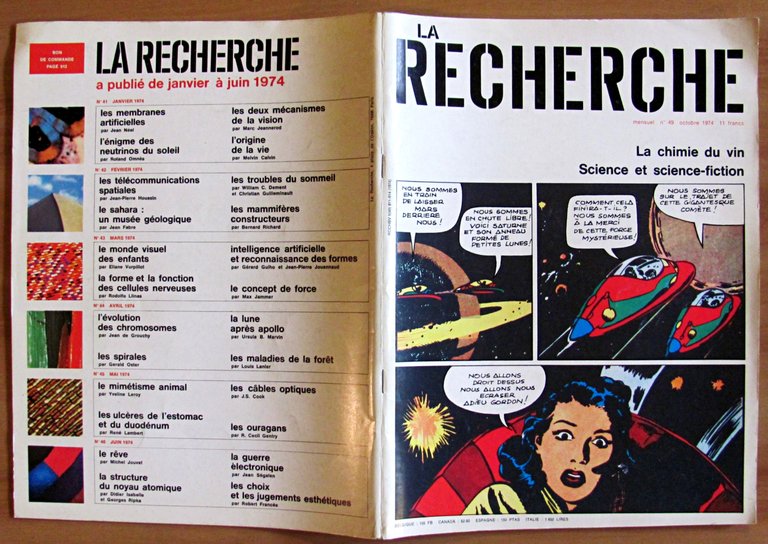 BON
DE COMMANDE
PAGE 912
LA RECHERCHE
a publié de janvier à juin 1974
N° 41 JANVIER 1974
les membranes
artificielles
par Jean Néel
les deux mécanismes
de la vision
par Marc Jeannerod
l'énigme des
neutrinos du soleil
par Roland Omnès
l'origine
de la vie
par Melvin Calvin
N° 42 FÉVRIER 1974
les télécommunications
spatiales
par Jean-Pierre Houssin
les troubles du sommeil
par William C. Dement
et Christian Guilleminault
le sahara :
un musée géologique
par Jean Fabre
les mammifères
constructeurs
par Bernard Richard
N° 43 MARS 1974
le monde visuel
des enfants
par Eliane Vurpillot
intelligence artificielle
et reconnaissance des formes
par Gérard Guiho et Jean-Pierre Jouannaud
la forme et la fonction
des cellules nerveuses
par Rodolfo Llinas
le concept de force
par Max Jammer
N° 44 AVRIL 1974
l'évolution
des chromosomes
par Jean de Grouchy
la lune
après apollo
par Ursula B. Marvin
les spirales
par Gerald Oster
les maladies de la forêt
par Louis Lanier
N° 45 MAI 1974
le mimétisme animal
par Yveline Leroy
les câbles optiques
par J.S. Cook
les ulcères de l'estomac
et du duodénum
par René Lambert
les ouragans
par R. Cecil Gentry
N° 46 JUIN 1974
le rêve
par Michel Jouvet
la guerre
électronique
par Jean Ségalen
la structure
du noyau atomique
par Didier Isabelle
et Georges Ripka
les choix
et les jugements esthétiques
par Robert Francès
LA
RECHERCHE
mensuel n° 49 octobre 1974 11 francs
La chimie du vin
Science et science-fiction
NOUS SOMMES
EN TRAIN
DE LAISSER
MARS
DERRIÈRE
NOUS !
NOUS SOMMES
EN CHUTE LIBRE !
VOICI SATURNE
ET SON ANNEAU
FORMÉ DE
PETITES LUNES !
COMMENT CELA
FINIRA-T-IL ?
NOUS SOMMES
À LA MERCI
DE CETTE FORCE
MYSTÉRIEUSE !
NOUS SOMMES
SUR LE TRAJET DE
CETTE GIGANTESQUE
COMÈTE !
NOUS ALLONS
DROIT DESSUS
NOUS ALLONS NOUS
ÉCRASER
ADIEU GORDON !
BELGIQUE : 105 FB CANADA : $2.60 ESPAGNE : 130 PTAS ITALIE : 1 650 LIRES